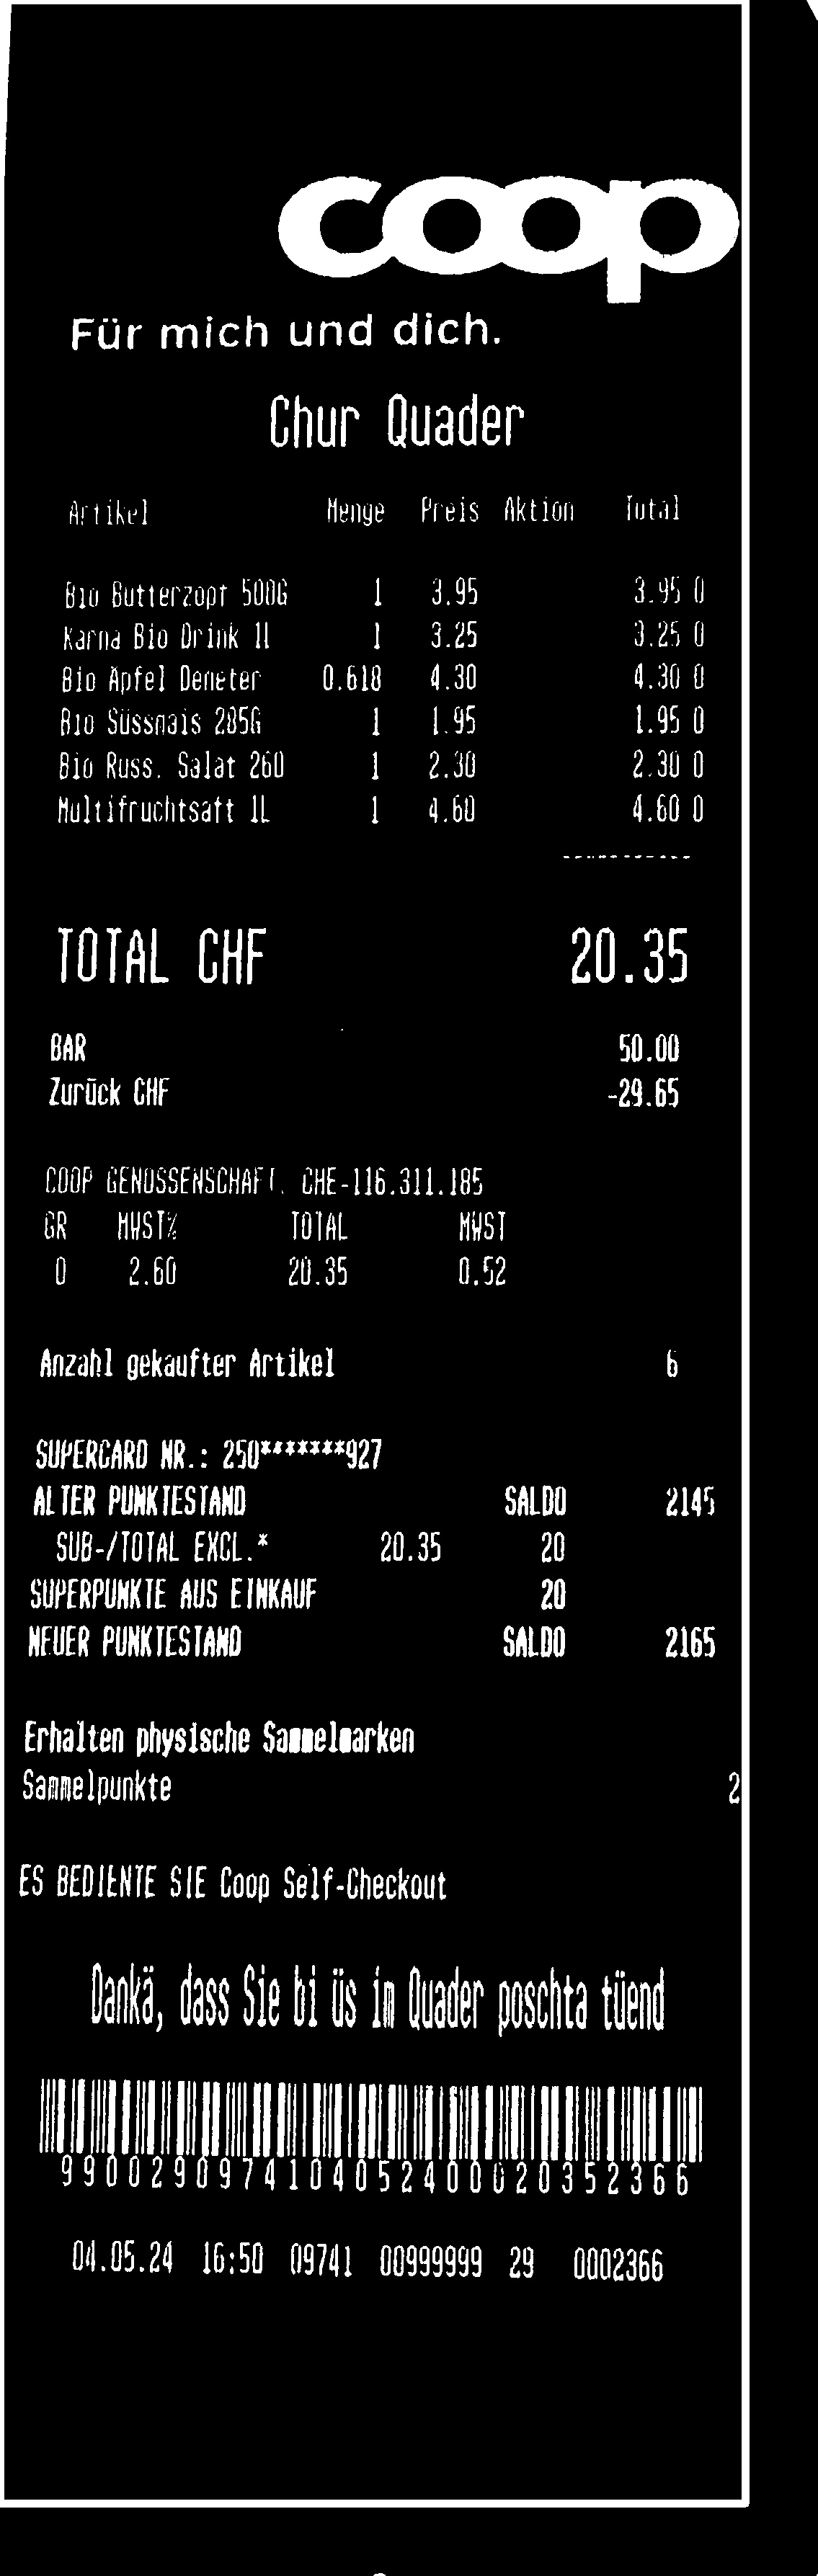 coop
Für mich und dich.
Chur Quader
Artikel Menge Preis Aktion Total
Bio Butterzopf 500G 1 3.95 3.95 0
Karma Bio Drink 1l 1 3.25 3.25 0
Bio Äpfel Demeter 0.618 4.30 4.30 0
Bio Süssmais 285G 1 1.95 1.95 0
Bio Russ. Salat 260 1 2.30 2.30 0
Multifruchtsaft 1L 1 4.60 4.60 0
TOTAL CHF 20.35
BAR 50.00
Zurück CHF -29.65
COOP GENOSSENSCHAFT, CHE-116.311.185
GR MWST% TOTAL MWST
0 2.60 20.35 0.52
Anzahl gekaufter Artikel 6
SUPERCARD NR.: 250*******927
ALTER PUNKTESTAND SALDO 2145
SUB-/TOTAL EXCL.* 20.35 20
SUPERPUNKTE AUS EINKAUF 20
NEUER PUNKTESTAND SALDO 2165
Erhalten physische Sammelmarken
Sammelpunkte 2
ES BEDIENTE SIE Coop Self-Checkout
Dankä, dass Sie bi üs im Quader poschta tüend
9900290974104052400020352366
04.05.24 16:50 09741 00999999 29 0002366